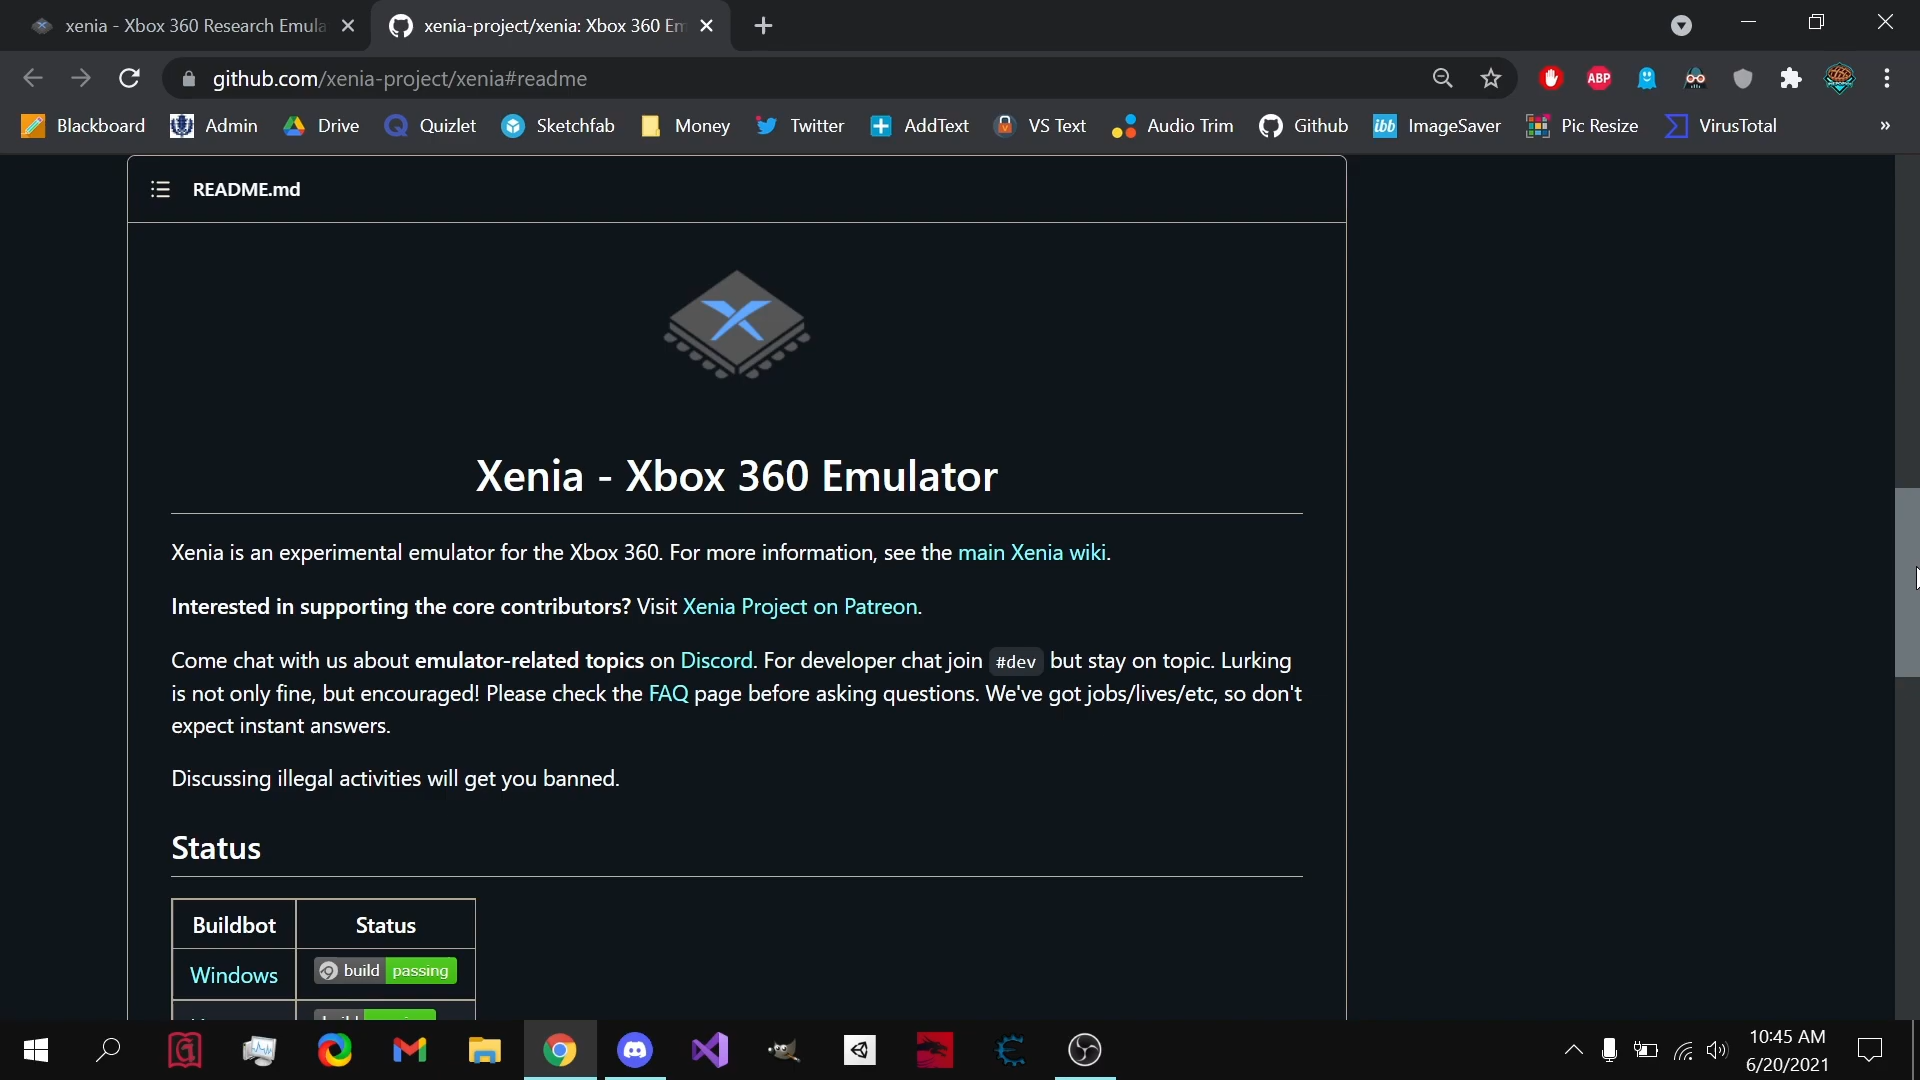 xenia - Xbox 360 Research Emula
xenia-project/xenia: Xbox 360 Em
github.com/xenia-project/xenia#readme
ABP
Blackboard
Admin
Drive
Quizlet
Sketchfab
Money
Twitter
AddText
VS Text
Audio Trim
Github
ibb
ImageSaver
Pic Resize
VirusTotal
»
README.md
Xenia - Xbox 360 Emulator
Xenia is an experimental emulator for the Xbox 360. For more information, see the main Xenia wiki.
Interested in supporting the core contributors? Visit Xenia Project on Patreon.
Come chat with us about emulator-related topics on Discord. For developer chat join #dev but stay on topic. Lurking
is not only fine, but encouraged! Please check the FAQ page before asking questions. We've got jobs/lives/etc, so don't
expect instant answers.
Discussing illegal activities will get you banned.
Status
Buildbot Status
Windows build passing
10:45 AM
6/20/2021